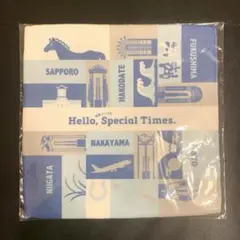 SAPPORO
HAKODATE
FUKUSHIMA
Hello, Special Times.
NIIGATA
NAKAYAMA